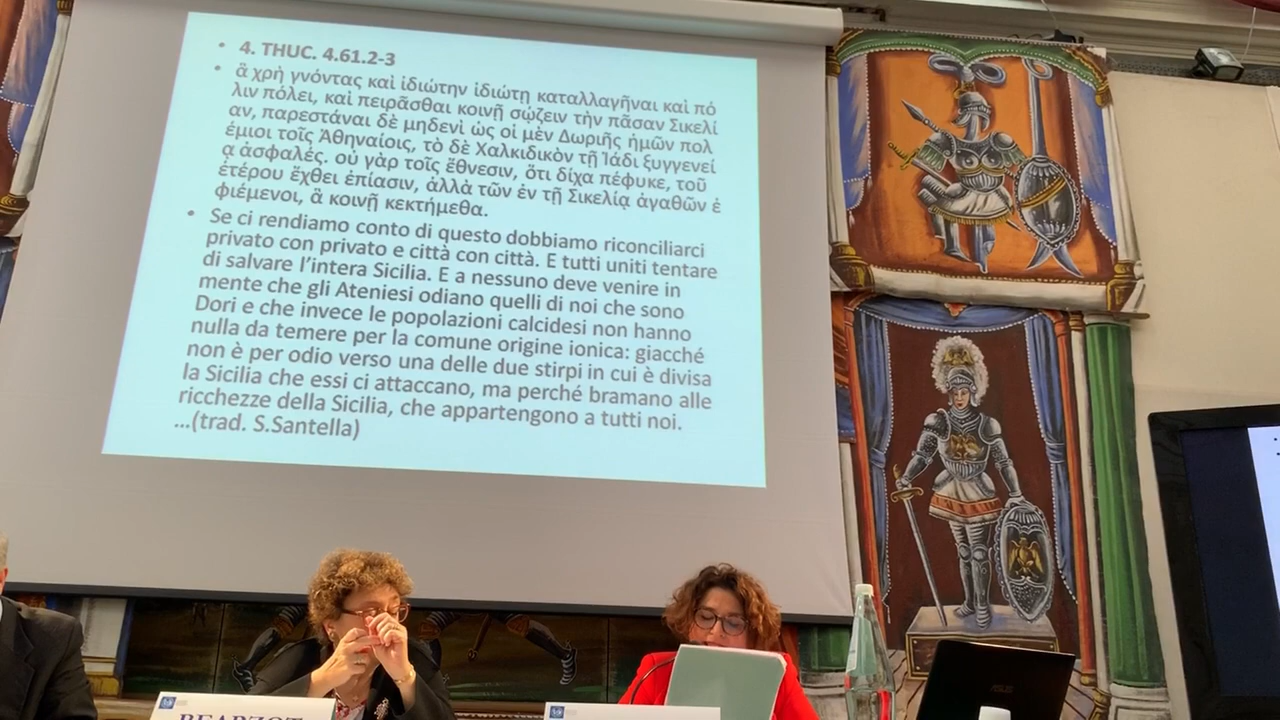 • 4. THUC. 4.61.2-3
• ἃ χρὴ γνόντας καὶ ἰδιώτην ἰδιώτῃ καταλλαγῆναι καὶ πό
λιν πόλει, καὶ πειρᾶσθαι κοινῇ σῴζειν τὴν πᾶσαν Σικελί
αν, παρεστάναι δὲ μηδενὶ ὡς οἱ μὲν Δωριῆς ἡμῶν πολ
έμιοι τοῖς Ἀθηναίοις, τὸ δὲ Χαλκιδικὸν τῇ Ἰάδι ξυγγενεί
ᾳ ἀσφαλές. οὐ γὰρ τοῖς ἔθνεσιν, ὅτι δίχα πέφυκε, τοῦ
ἑτέρου ἔχθει ἐπίασιν, ἀλλὰ τῶν ἐν τῇ Σικελίᾳ ἀγαθῶν ἐ
φιέμενοι, ἃ κοινῇ κεκτήμεθα.
• Se ci rendiamo conto di questo dobbiamo riconciliarci
privato con privato e città con città. E tutti uniti tentare
di salvare l'intera Sicilia. E a nessuno deve venire in
mente che gli Ateniesi odiano quelli di noi che sono
Dori e che invece le popolazioni calcidesi non hanno
nulla da temere per la comune origine ionica: giacché
non è per odio verso una delle due stirpi in cui è divisa
la Sicilia che essi ci attaccano, ma perché bramano alle
ricchezze della Sicilia, che appartengono a tutti noi.
...(trad. S.Santella)
BEARZOT
ASUS